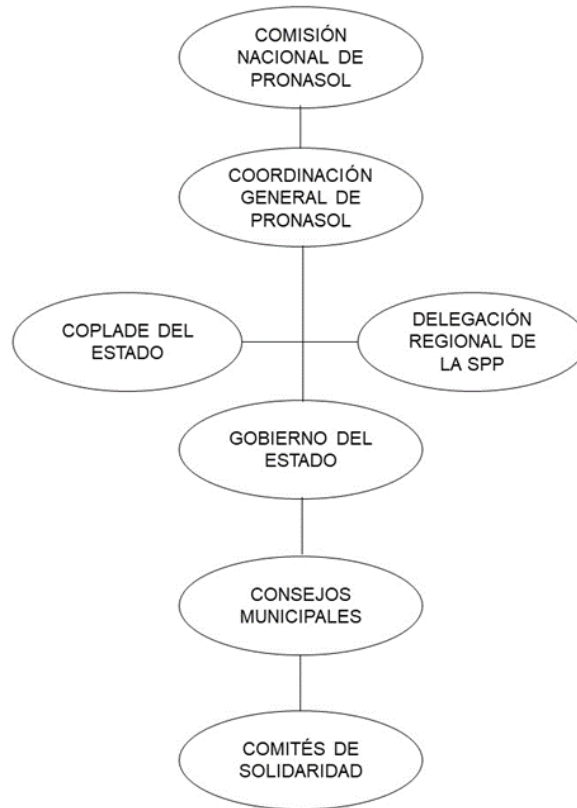 COMISIÓN
NACIONAL DE
PRONASOL
COORDINACIÓN
GENERAL DE
PRONASOL
COPLADE DEL
ESTADO
DELEGACIÓN
REGIONAL DE
LA SPP
GOBIERNO DEL
ESTADO
CONSEJOS
MUNICIPALES
COMITÉS DE
SOLIDARIDAD